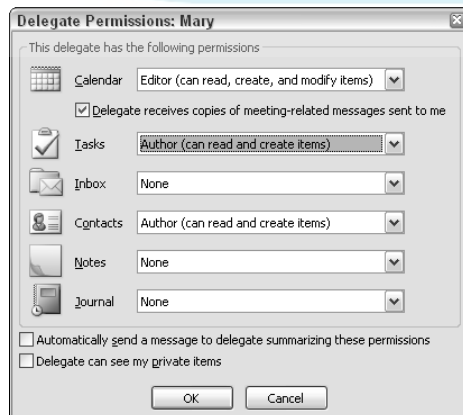 Delegate Permissions: Mary
This delegate has the following permissions
Calendar Editor (can read, create, and modify items)
Delegate receives copies of meeting-related messages sent to me
Tasks Author (can read and create items)
Inbox None
Contacts Author (can read and create items)
Notes None
Journal None
Automatically send a message to delegate summarizing these permissions
Delegate can see my private items
OK Cancel